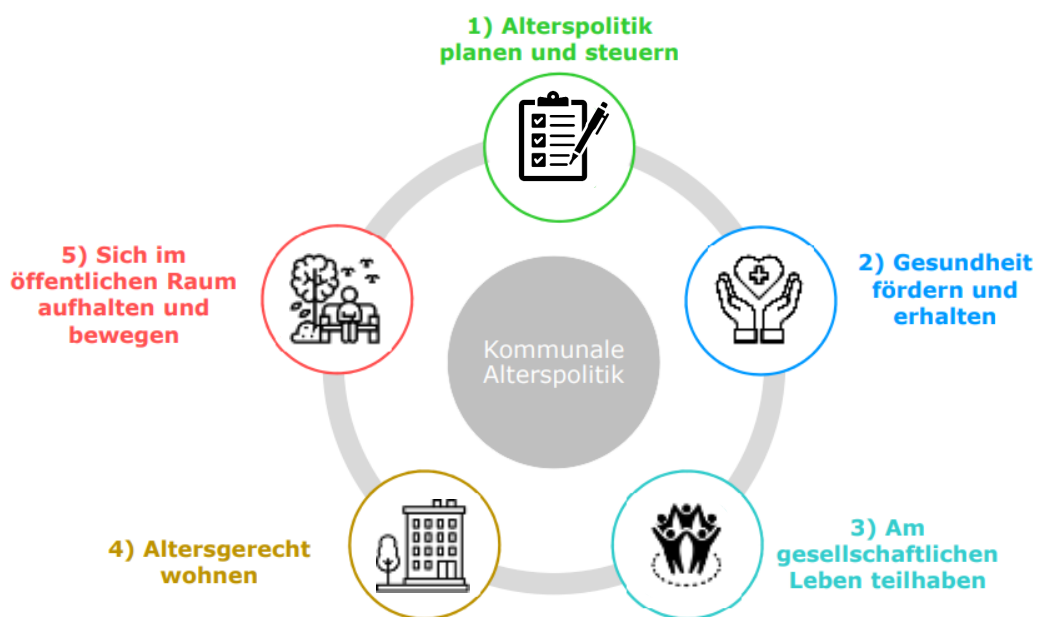 1) Alterspolitik
planen und steuern
2) Gesundheit
fördern und
erhalten
3) Am
gesellschaftlichen
Leben teilhaben
4) Altersgerecht
wohnen
5) Sich im
öffentlichen Raum
aufhalten und
bewegen
Kommunale
Alterspolitik